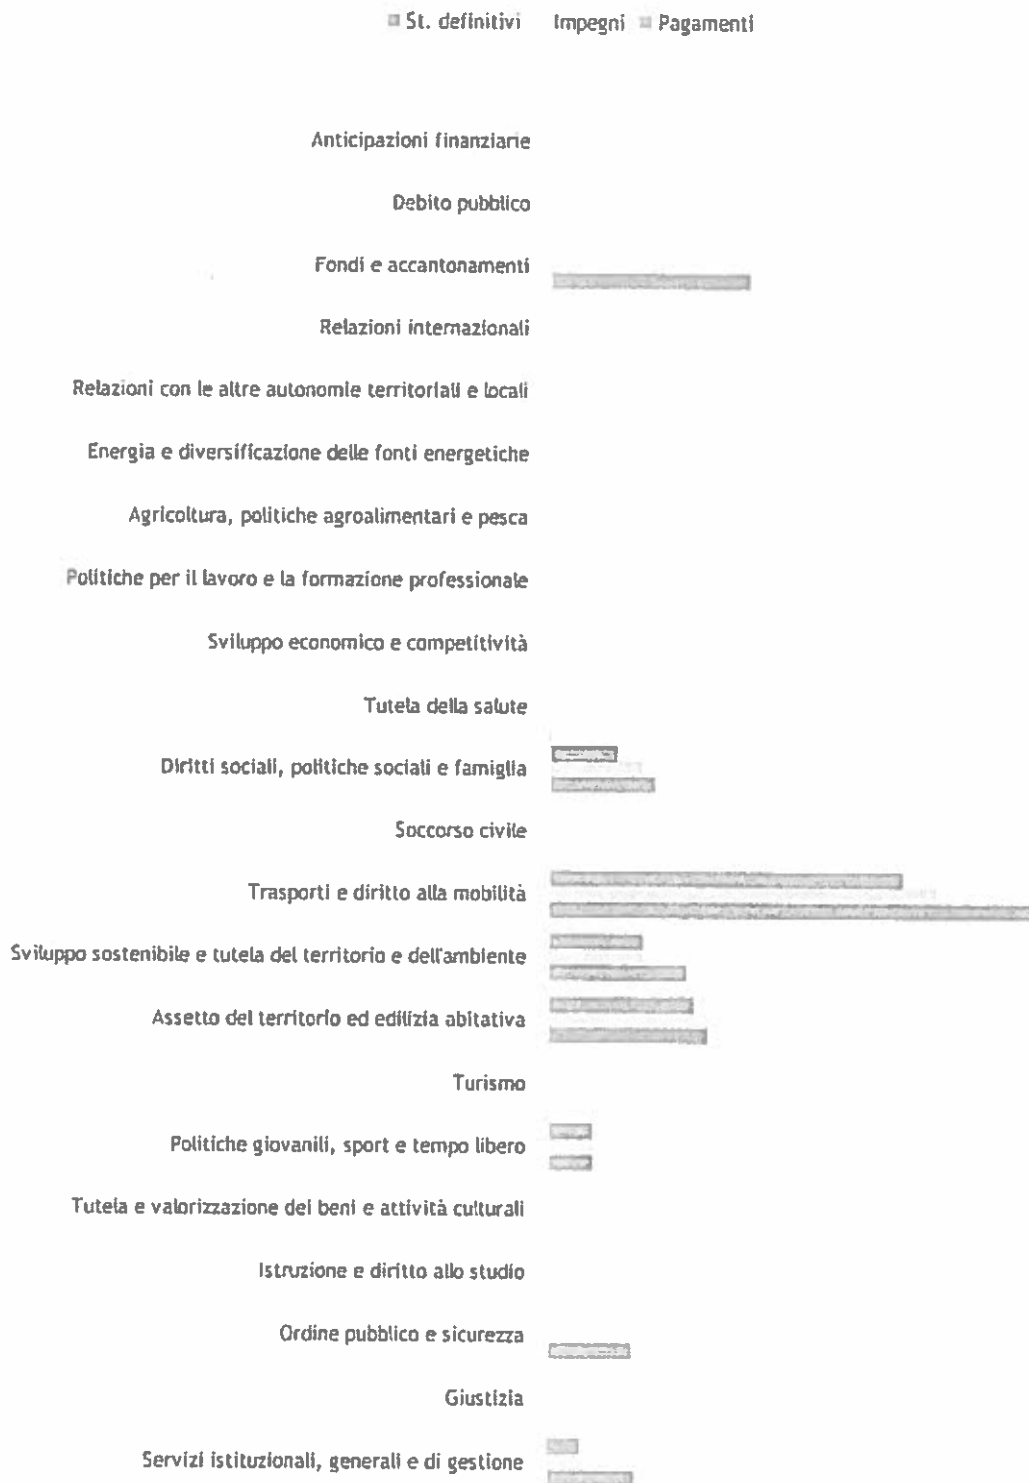 St. definitivi Impegni Pagamenti
Anticipazioni finanziarie
Debito pubblico
Fondi e accantonamenti
Relazioni internazionali
Relazioni con le altre autonomie territoriali e locali
Energia e diversificazione delle fonti energetiche
Agricoltura, politiche agroalimentari e pesca
Politiche per il lavoro e la formazione professionale
Sviluppo economico e competitività
Tutela della salute
Diritti sociali, politiche sociali e famiglia
Soccorso civile
Trasporti e diritto alla mobilità
Sviluppo sostenibile e tutela del territorio e dell'ambiente
Assetto del territorio ed edilizia abitativa
Turismo
Politiche giovanili, sport e tempo libero
Tutela e valorizzazione dei beni e attività culturali
Istruzione e diritto allo studio
Ordine pubblico e sicurezza
Giustizia
Servizi istituzionali, generali e di gestione